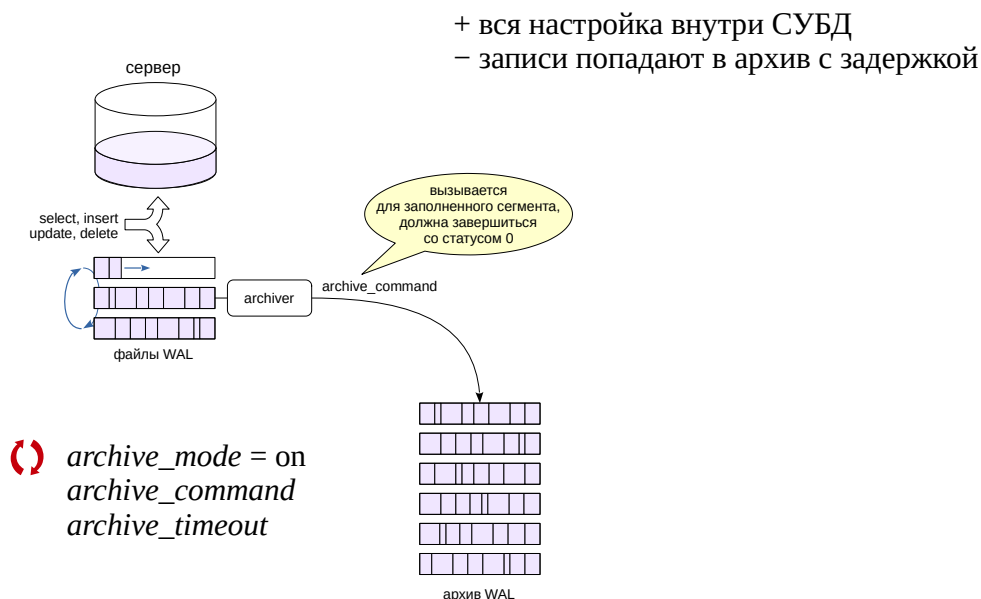 + вся настройка внутри СУБД
− записи попадают в архив с задержкой
сервер
вызывается
для заполненного сегмента,
должна завершиться
со статусом 0
select, insert
update, delete
archiver
archive_command
файлы WAL
archive_mode = on
archive_command
archive_timeout
архив WAL